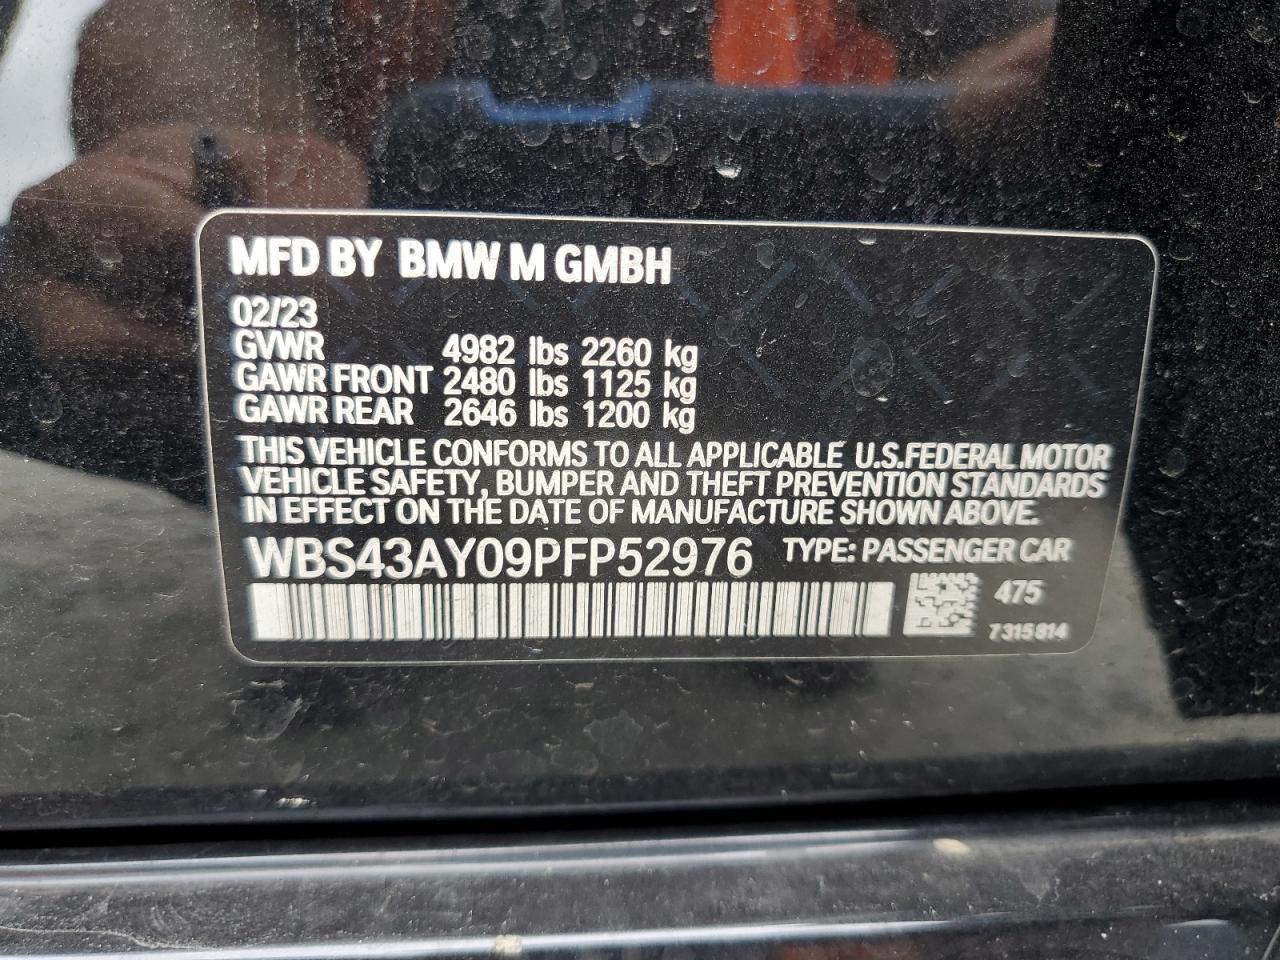 MFD BY BMW M GMBH
02/23
GVWR 4982 lbs 2260 kg
GAWR FRONT 2480 lbs 1125 kg
GAWR REAR 2646 lbs 1200 kg
THIS VEHICLE CONFORMS TO ALL APPLICABLE U.S.FEDERAL MOTOR
VEHICLE SAFETY, BUMPER AND THEFT PREVENTION STANDARDS
IN EFFECT ON THE DATE OF MANUFACTURE SHOWN ABOVE.
WBS43AY09PFP52976 TYPE: PASSENGER CAR
475
7315814